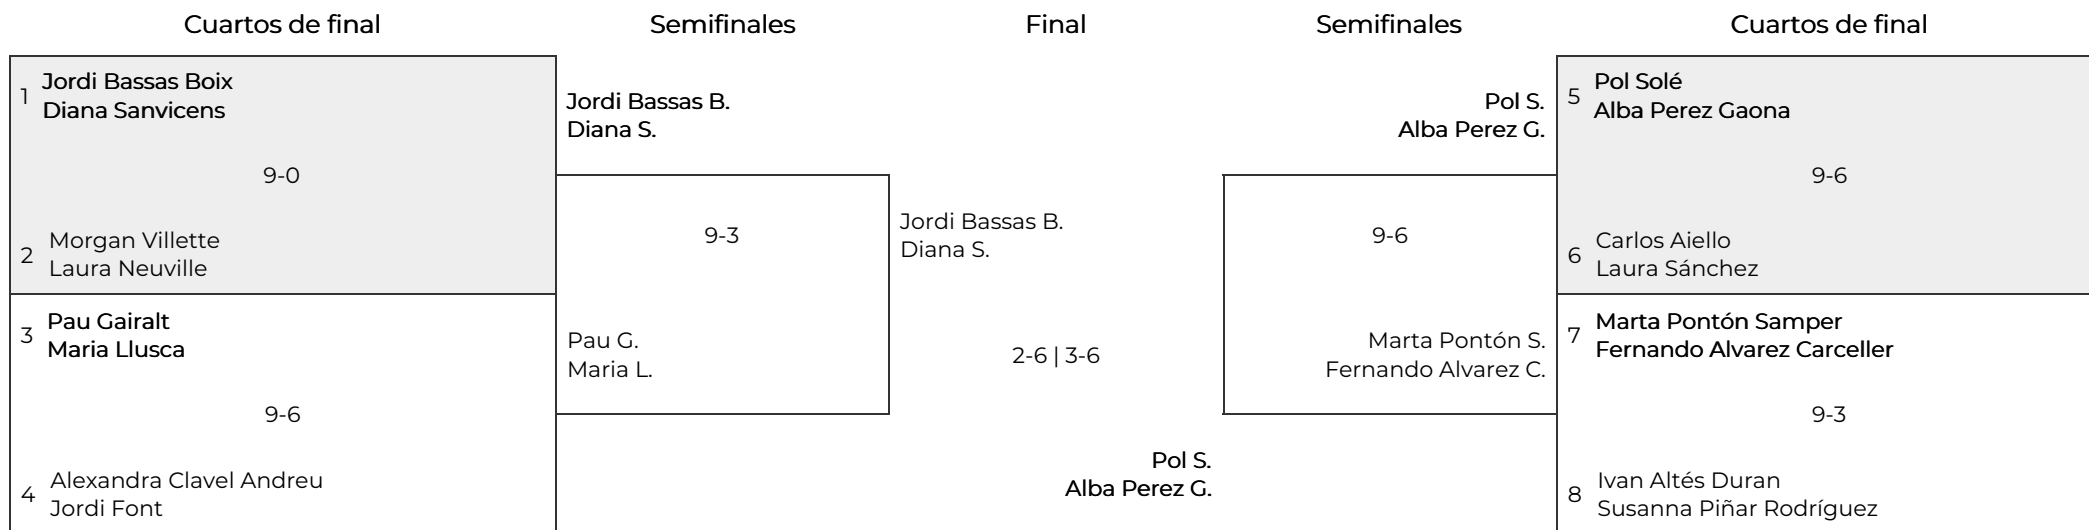 Cuartos de final
Semifinales
Final
Semifinales
Cuartos de final
1
Jordi Bassas Boix
Diana Sanvicens
9-0
2
Morgan Villette
Laura Neuville
3
Pau Gairalt
Maria Llusca
9-6
4
Alexandra Clavel Andreu
Jordi Font
Jordi Bassas B.
Diana S.
9-3
Pau G.
Maria L.
Jordi Bassas B.
Diana S.
2-6 | 3-6
Pol S.
Alba Perez G.
Pol S.
Alba Perez G.
9-6
Marta Pontón S.
Fernando Alvarez C.
5
Pol Solé
Alba Perez Gaona
9-6
6
Carlos Aiello
Laura Sánchez
7
Marta Pontón Samper
Fernando Alvarez Carceller
9-3
8
Ivan Altés Duran
Susanna Piñar Rodríguez